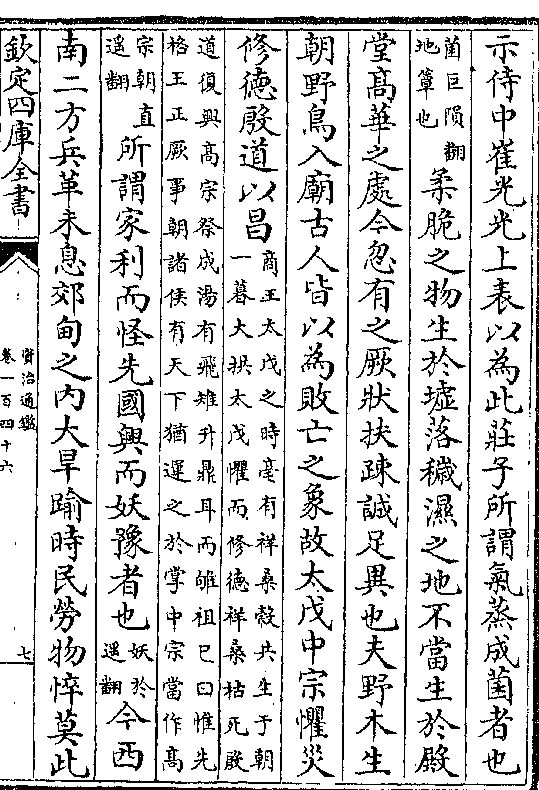 示侍中崔光光上表以為此莊子所謂氣蒸成菌者也
菌巨隕翻
地簟也
柔脆之物生於墟落穢濕之地不當生於殿
堂髙華之處今忽有之厥狀扶疎誠足異也夫野木生
朝野鳥入廟古人皆以為敗亡之象故太戊中宗懼災
修德殷道以昌
商王太戊之時亳有祥桑穀共生于朝
一暮大拱太戊懼而修德祥桑枯死殷
道復興髙宗祭成湯有飛雉升鼎耳而雊祖已曰惟先
格王正厥事朝諸侯有天下猶運之於掌中宗當作髙
宗朝直
遥翻
所謂家利而怪先國興而妖豫者也
妖於
遥翻
今西
南二方兵革未息郊甸之内大旱踰時民勞物悴莫此
欽定四庫全書
資治通鑑
卷一百四十六
七